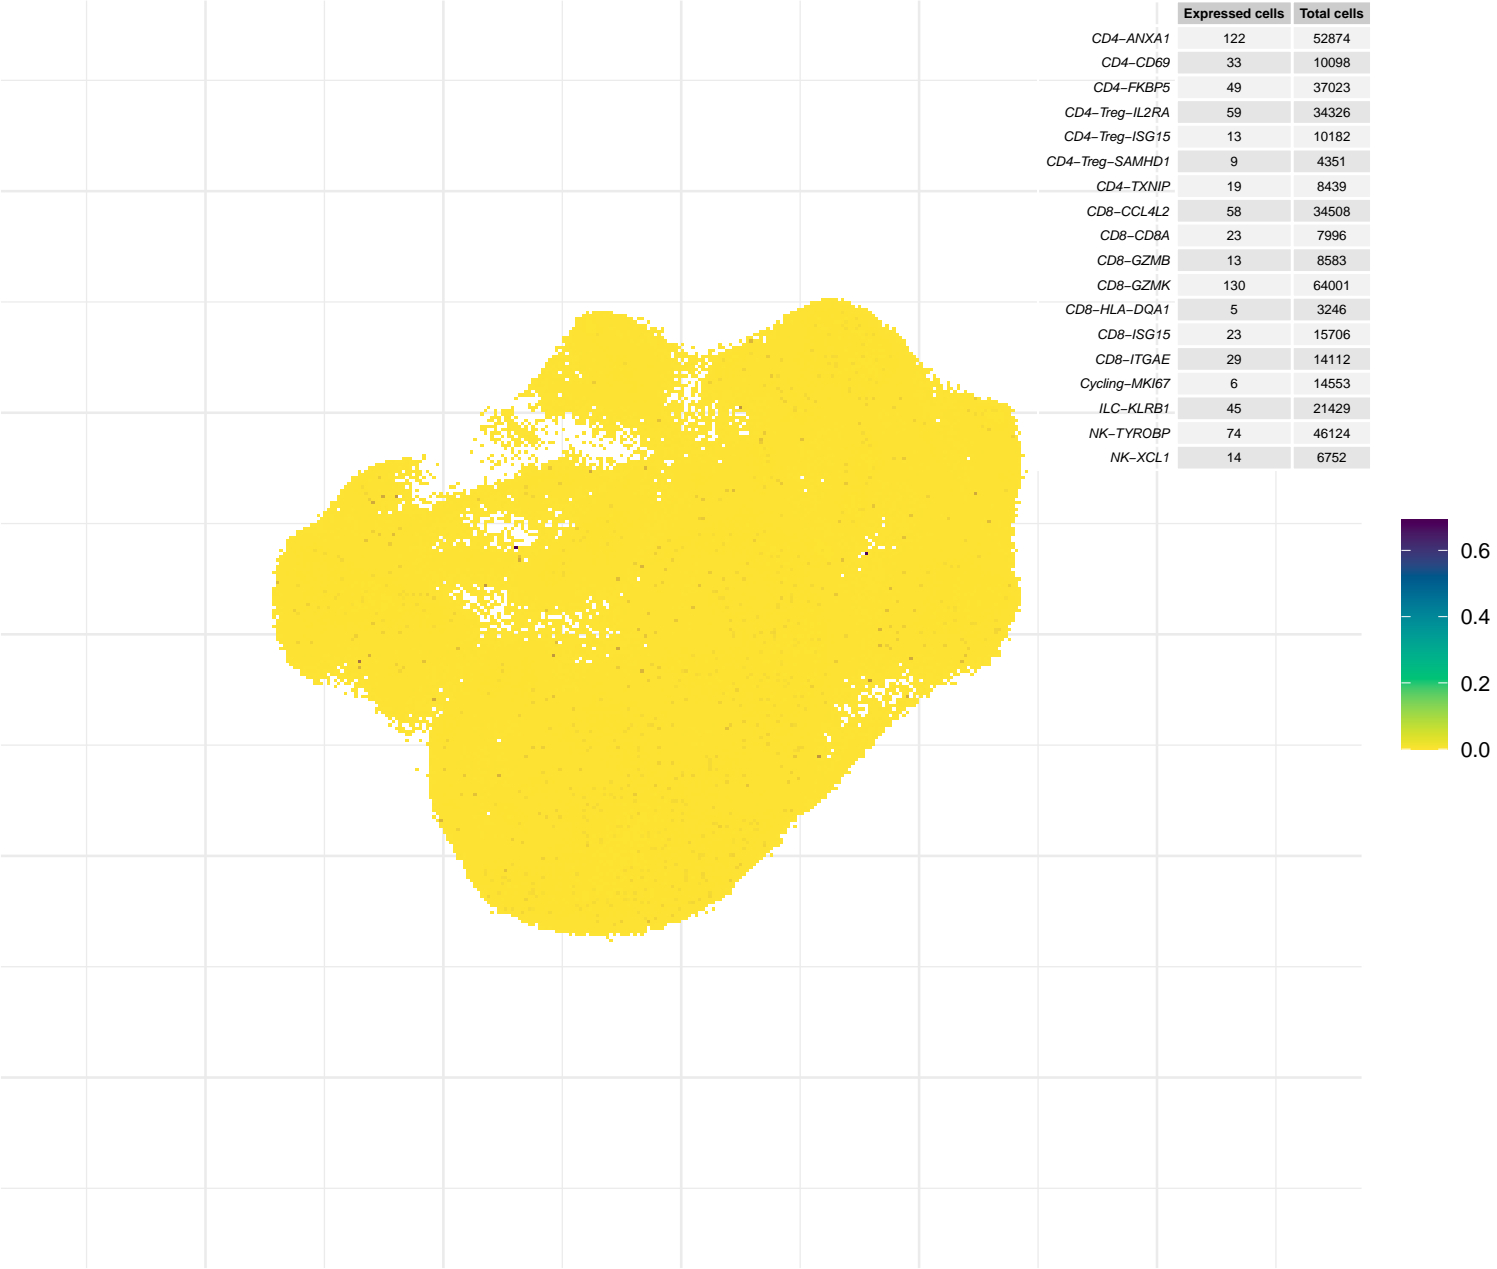 Expressed cells Total cells
CD4−ANXA1 122 52874
CD4−CD69 33 10098
CD4−FKBP5 49 37023
CD4−Treg−IL2RA 59 34326
CD4−Treg−ISG15 13 10182
CD4−Treg−SAMHD1 9 4351
CD4−TXNIP 19 8439
CD8−CCL4L2 58 34508
CD8−CD8A 23 7996
CD8−GZMB 13 8583
CD8−GZMK 130 64001
CD8−HLA−DQA1 5 3246
CD8−ISG15 23 15706
CD8−ITGAE 29 14112
Cycling−MKI67 6 14553
ILC−KLRB1 45 21429
NK−TYROBP 74 46124
NK−XCL1 14 6752
0.6
0.4
0.2
0.0